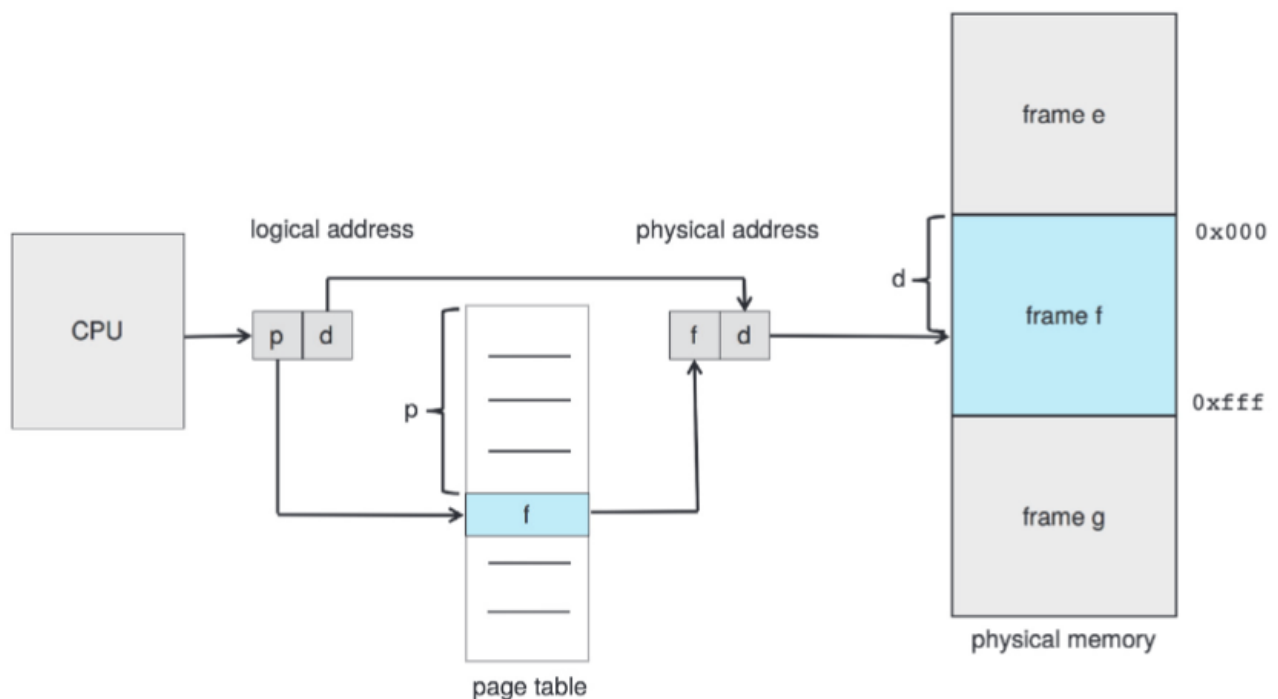 frame e
logical address
physical address
0x000
d
CPU
p d
f d
frame f
p
0xfff
f
frame g
physical memory
page table